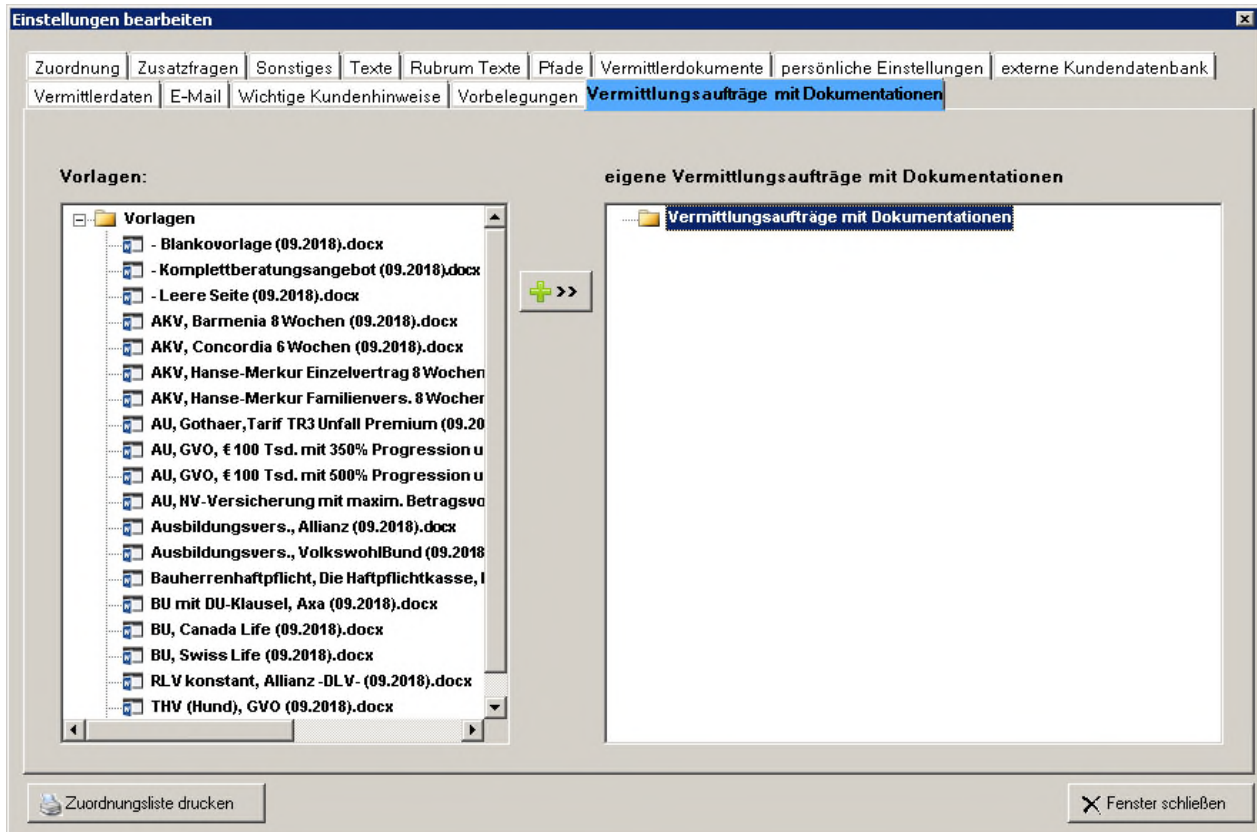 Einstellungen bearbeiten
Zuordnung Zusatzfragen Sonstiges Texte Rubrum Texte Pfade Vermittlerdokumente persönliche Einstellungen externe Kundendatenbank
Vermittlerdaten E-Mail Wichtige Kundenhinweise Vorbelegungen Vermittlungsaufträge mit Dokumentationen
Vorlagen:
Vorlagen
- Blankovorlage (09.2018).docx
- Komplettberatungsangebot (09.2018).docx
- Leere Seite (09.2018).docx
AKV, Barmenia 8 Wochen (09.2018).docx
AKV, Concordia 6 Wochen (09.2018).docx
AKV, Hanse-Merkur Einzelvertrag 8 Wochen
AKV, Hanse-Merkur Familienvers. 8 Wochen
AU, Gothaer,Tarif TR3 Unfall Premium (09.20
AU, GVO, € 100 Tsd. mit 350% Progression u
AU, GVO, € 100 Tsd. mit 500% Progression u
AU, NV-Versicherung mit maxim. Betragsvo
Ausbildungsvers., Allianz (09.2018).docx
Ausbildungsvers., VolkswohlBund (09.2018
Bauherrenhaftpflicht, Die Haftpflichtkasse,
BU mit DU-Klausel, Axa (09.2018).docx
BU, Canada Life (09.2018).docx
BU, Swiss Life (09.2018).docx
RLV konstant, Allianz -DLV- (09.2018).docx
THV (Hund), GVO (09.2018).docx
>>
eigene Vermittlungsaufträge mit Dokumentationen
Vermittlungsaufträge mit Dokumentationen
Zuordnungsliste drucken
Fenster schließen